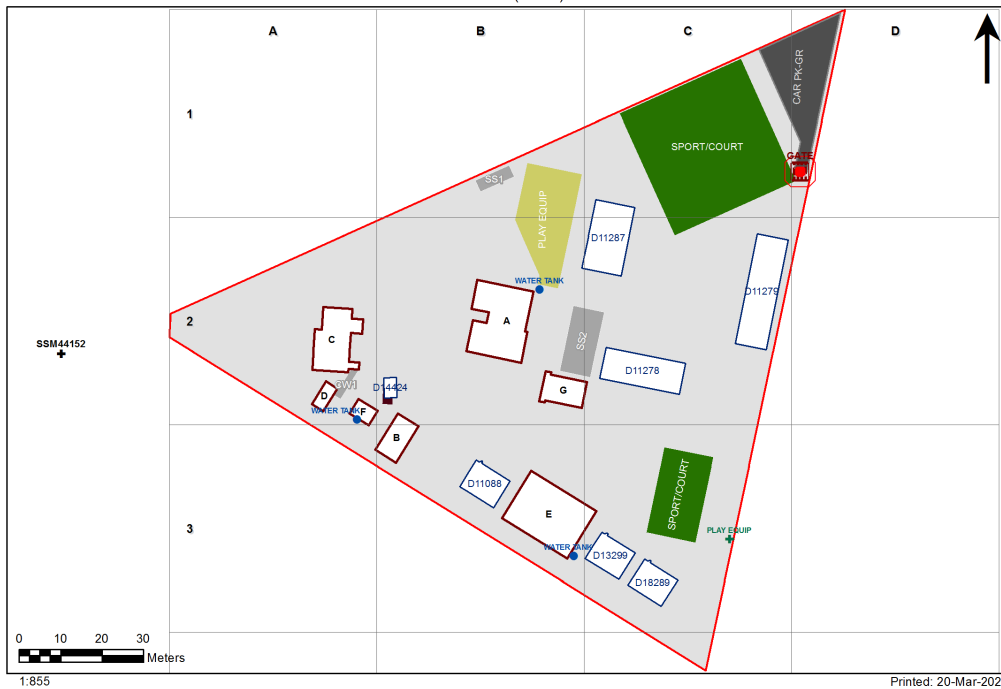 A
B
C
D
1
CAR PK-GR
SPORT/COURT
GATE
SS1
PLAY EQUIP
D11287
D11279
WATER TANK
A
2
C
SS2
SSM44152
D11278
CW1
D14424
D
G
WATER TANK
F
B
D11088
SPORT/COURT
E
3
PLAY EQUIP
WATER TANK
D13299
D18289
0 10 20 30
Meters
1:855
Printed: 20-Mar-202